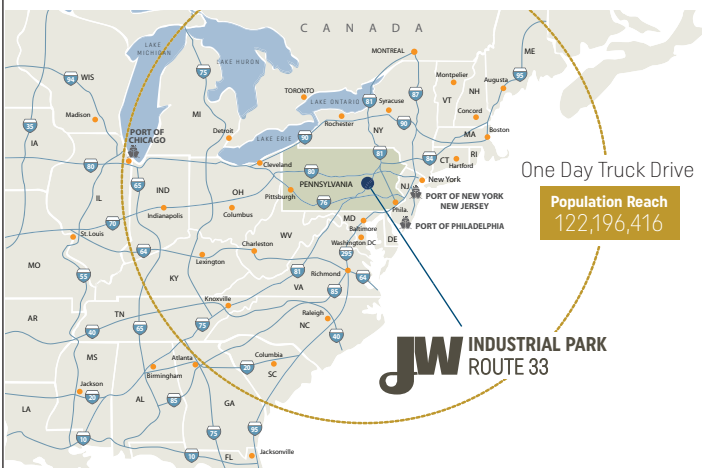 C A N A D A
LAKE
MICHIGAN
LAKE HURON
MONTREAL
ME
94
WIS
75
95
Augusta
Montpelier
TORONTO
LAKE ONTARIO
81
Syracuse
87
VT
NH
Madison
Concord
35
MI
Rochester
NY
90
MA
Boston
PORT OF
CHICAGO
Detroit
LAKE ERIE
90
IA
80
Cleveland
81
84
CT
RI
Hartford
One Day Truck Drive
65
IND
OH
80
PENNSYLVANIA
New York
NJ
Population Reach
122,196,416
IL
Pittsburgh
76
Phila.
PORT OF NEW YORK
NEW JERSEY
Indianapolis
Columbus
MD
Baltimore
PORT OF PHILADELPHIA
70
St.Louis
WV
Washington DC
DE
64
Charleston
295
MO
Lexington
81
Richmond
64
55
KY
VA
85
Knoxville
AR
TN
Raleigh
40
65
75
NC
40
JW
INDUSTRIAL PARK
ROUTE 33
MS
Atlanta
Columbia
Birmingham
20
SC
Jackson
20
AL
85
GA
LA
10
75
95
10
FL
Jacksonville